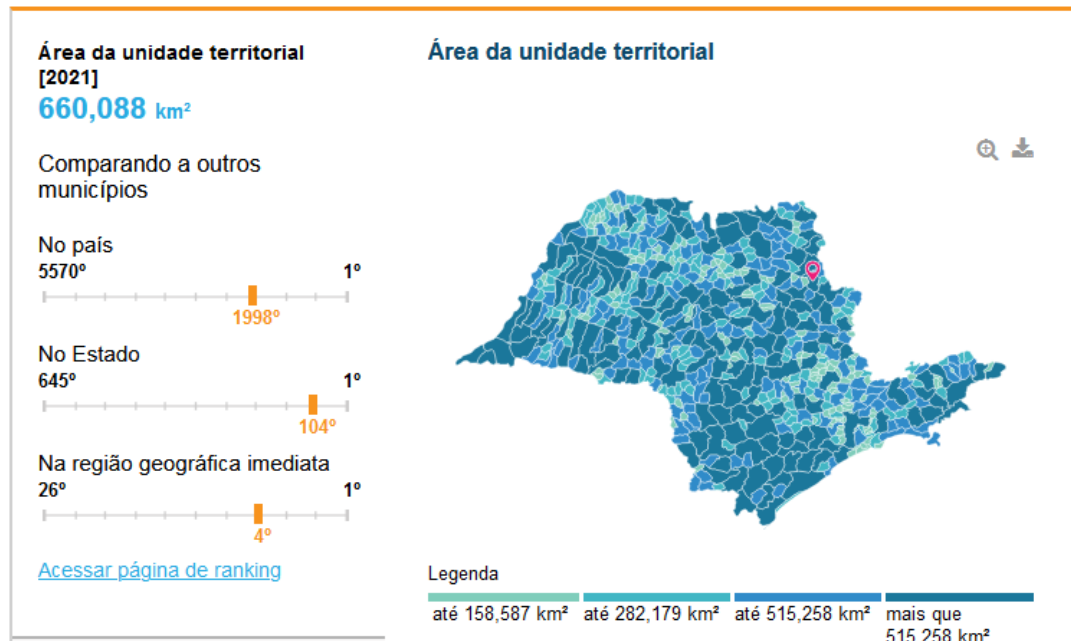 Área da unidade territorial
[2021]
660,088 km²
Comparando a outros
municípios
No país
5570º 1º
1998º
No Estado
645º 1º
104º
Na região geográfica imediata
26º 1º
4º
Acessar página de ranking
Área da unidade territorial
Legenda
até 158,587 km² até 282,179 km² até 515,258 km² mais que
515,258 km²